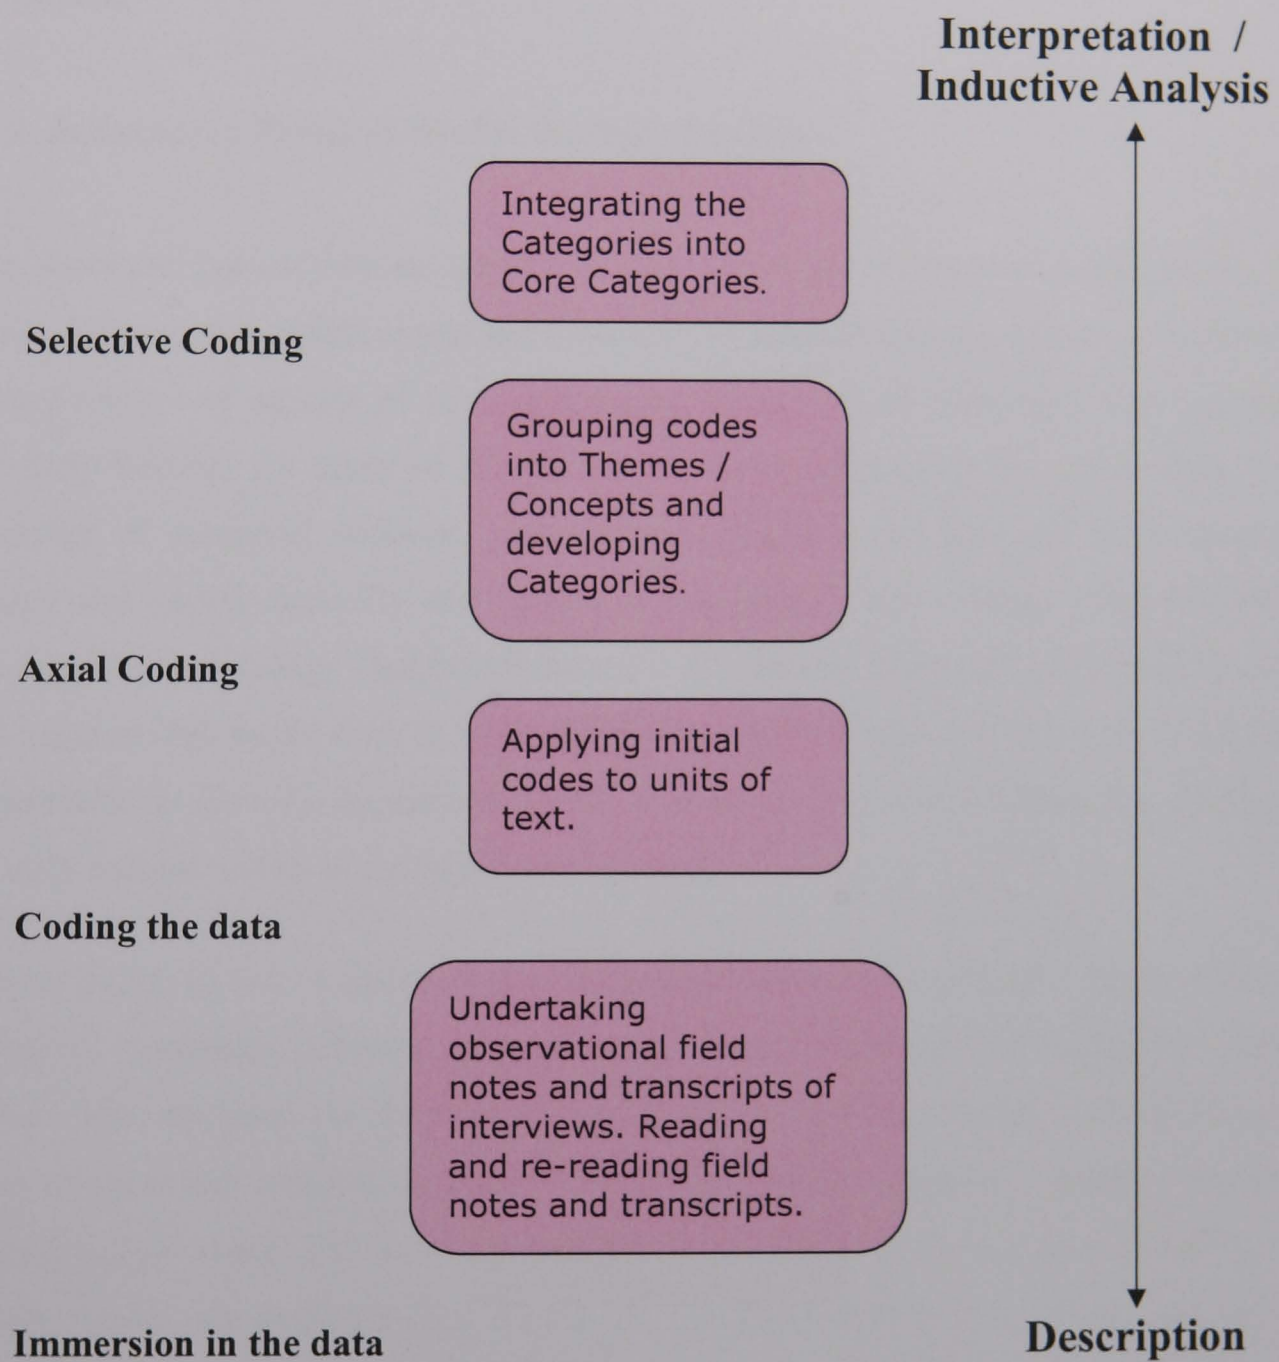 Interpretation /
Inductive Analysis
Integrating the
Categories into
Core Categories.
Selective Coding
Grouping codes
into Themes /
Concepts and
developing
Categories.
Axial Coding
Applying initial
codes to units of
text.
Coding the data
Undertaking
observational field
notes and transcripts of
interviews. Reading
and re-reading field
notes and transcripts.
Immersion in the data
Description